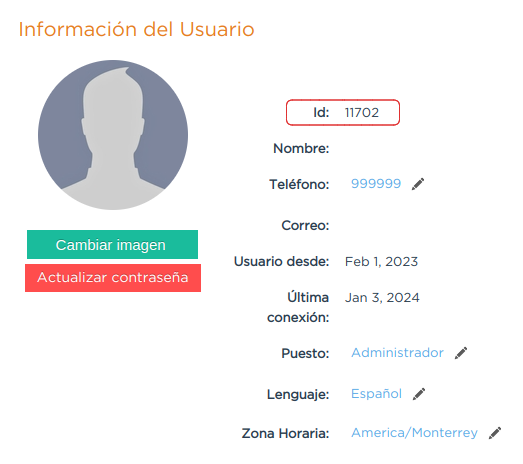 Información del Usuario
Id: 11702
Nombre:
Teléfono: 999999
Cambiar imagen
Correo:
Actualizar contraseña
Usuario desde: Feb 1, 2023
Última Jan 3, 2024
conexión:
Puesto: Administrador
Lenguaje: Español
Zona Horaria: America/Monterrey